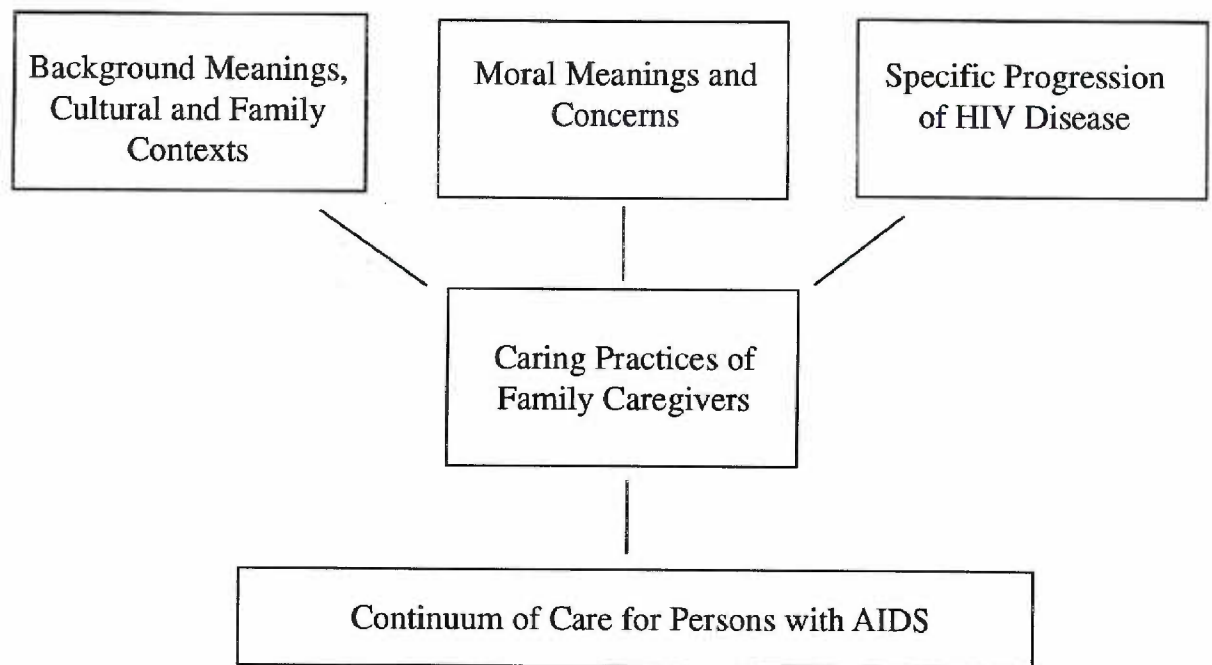 Background Meanings,
Cultural and Family
Contexts
Moral Meanings and
Concerns
Specific Progression
of HIV Disease
Caring Practices of
Family Caregivers
Continuum of Care for Persons with AIDS